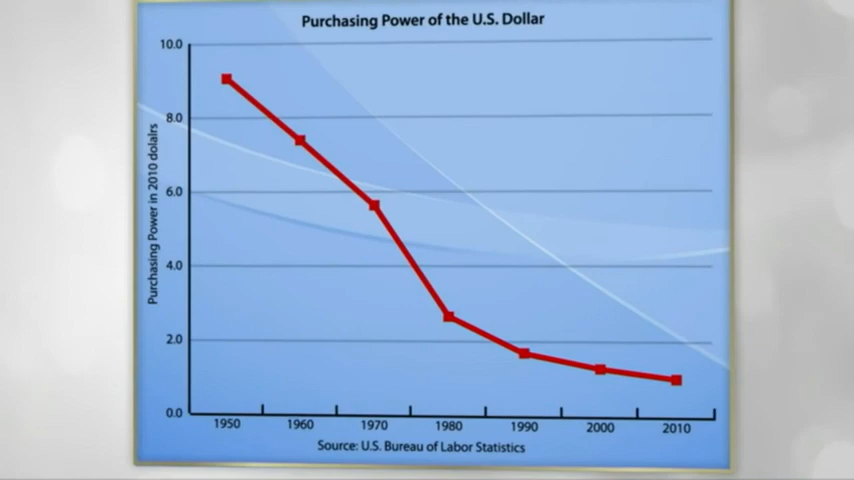 Purchasing Power of the U.S. Dollar
10.0
8.0
6.0
4.0
2.0
0.0
Purchasing Power in 2010 dolalrs
1950 1960 1970 1980 1990 2000 2010
Source: U.S. Bureau of Labor Statistics